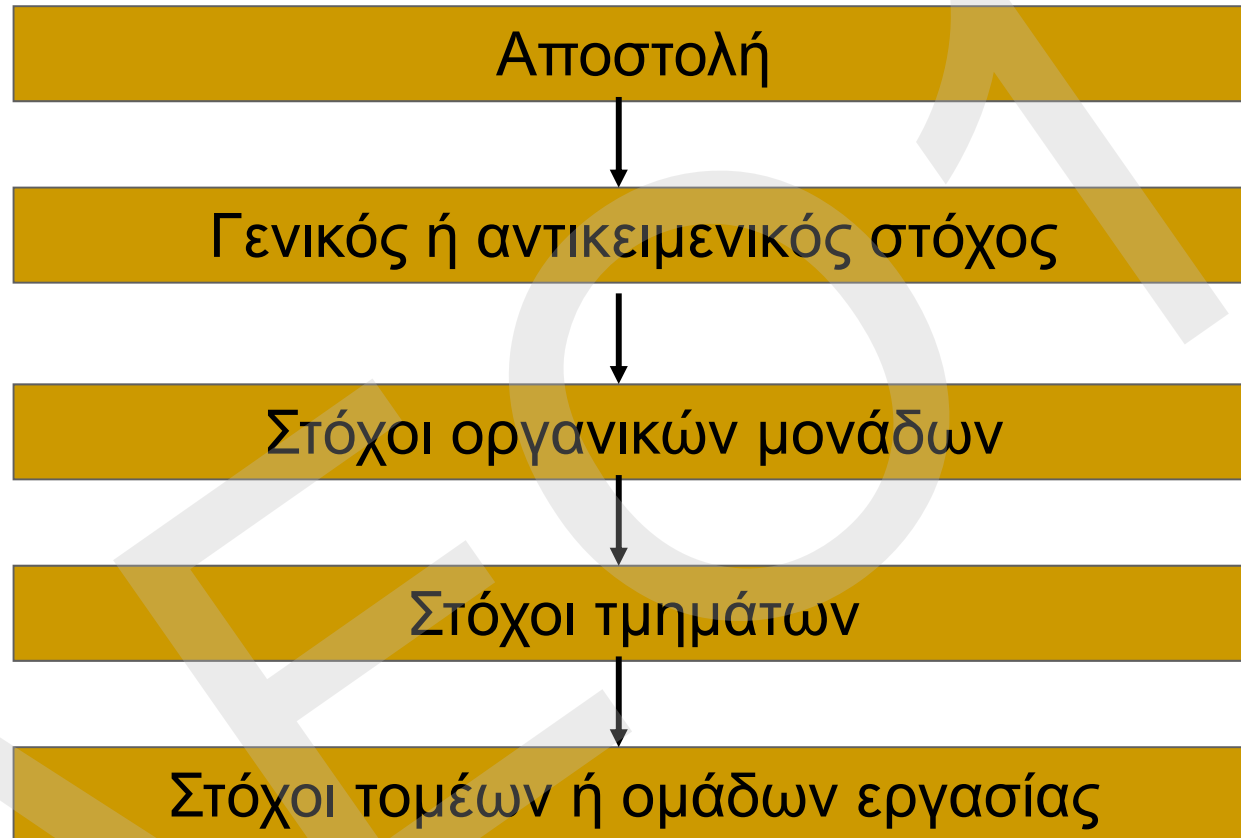 Αποστολή
Γενικός ή αντικειμενικός στόχος
Στόχοι οργανικών μονάδων
Στόχοι τμημάτων
Στόχοι τομέων ή ομάδων εργασίας